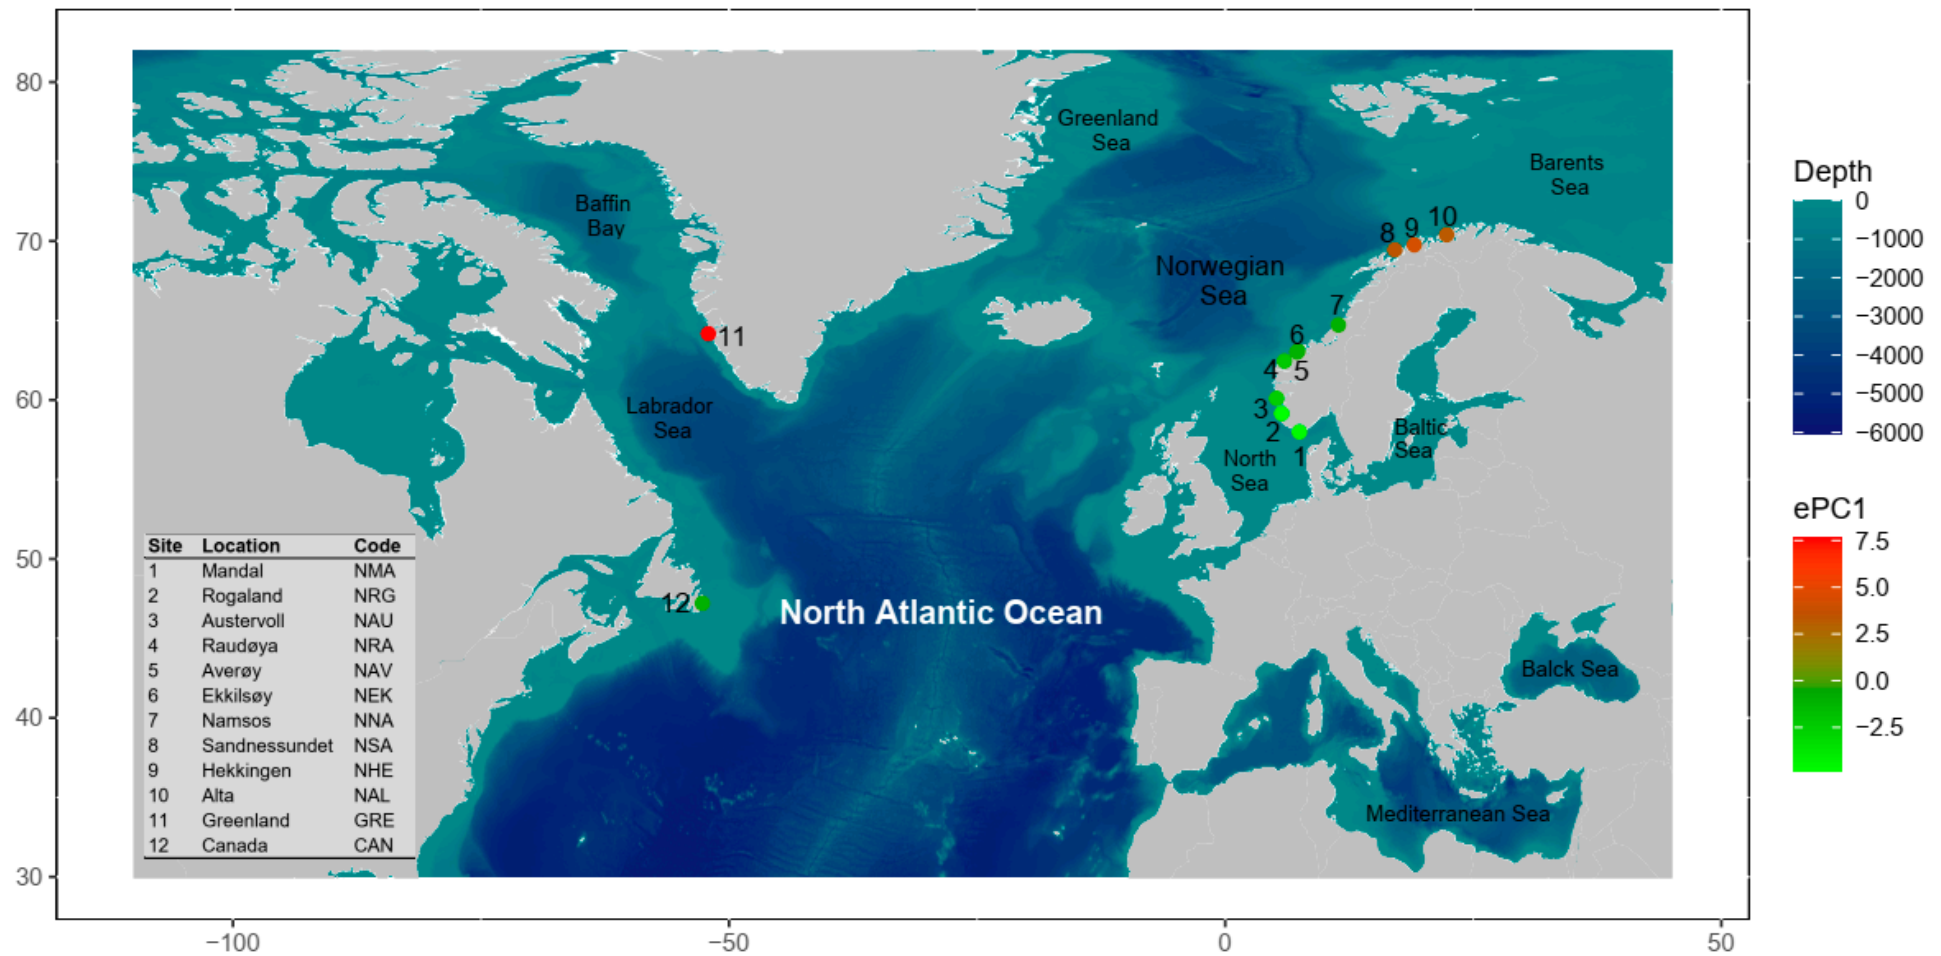 80
70
60
50
40
30
−100
−50
0
50
Greenland
Sea
Barents
Sea
Baffin
Bay
8
9
10
Norwegian
Sea
7
11
6
4
5
Labrador
Sea
3
2
1
Baltic
Sea
North
Sea
12
North Atlantic Ocean
Balck Sea
Mediterranean Sea
Site Location Code
1 Mandal NMA
2 Rogaland NRG
3 Austervoll NAU
4 Raudøya NRA
5 Averøy NAV
6 Ekkilsøy NEK
7 Namsos NNA
8 Sandnessundet NSA
9 Hekkingen NHE
10 Alta NAL
11 Greenland GRE
12 Canada CAN
Depth
0
−1000
−2000
−3000
−4000
−5000
−6000
ePC1
7.5
5.0
2.5
0.0
−2.5